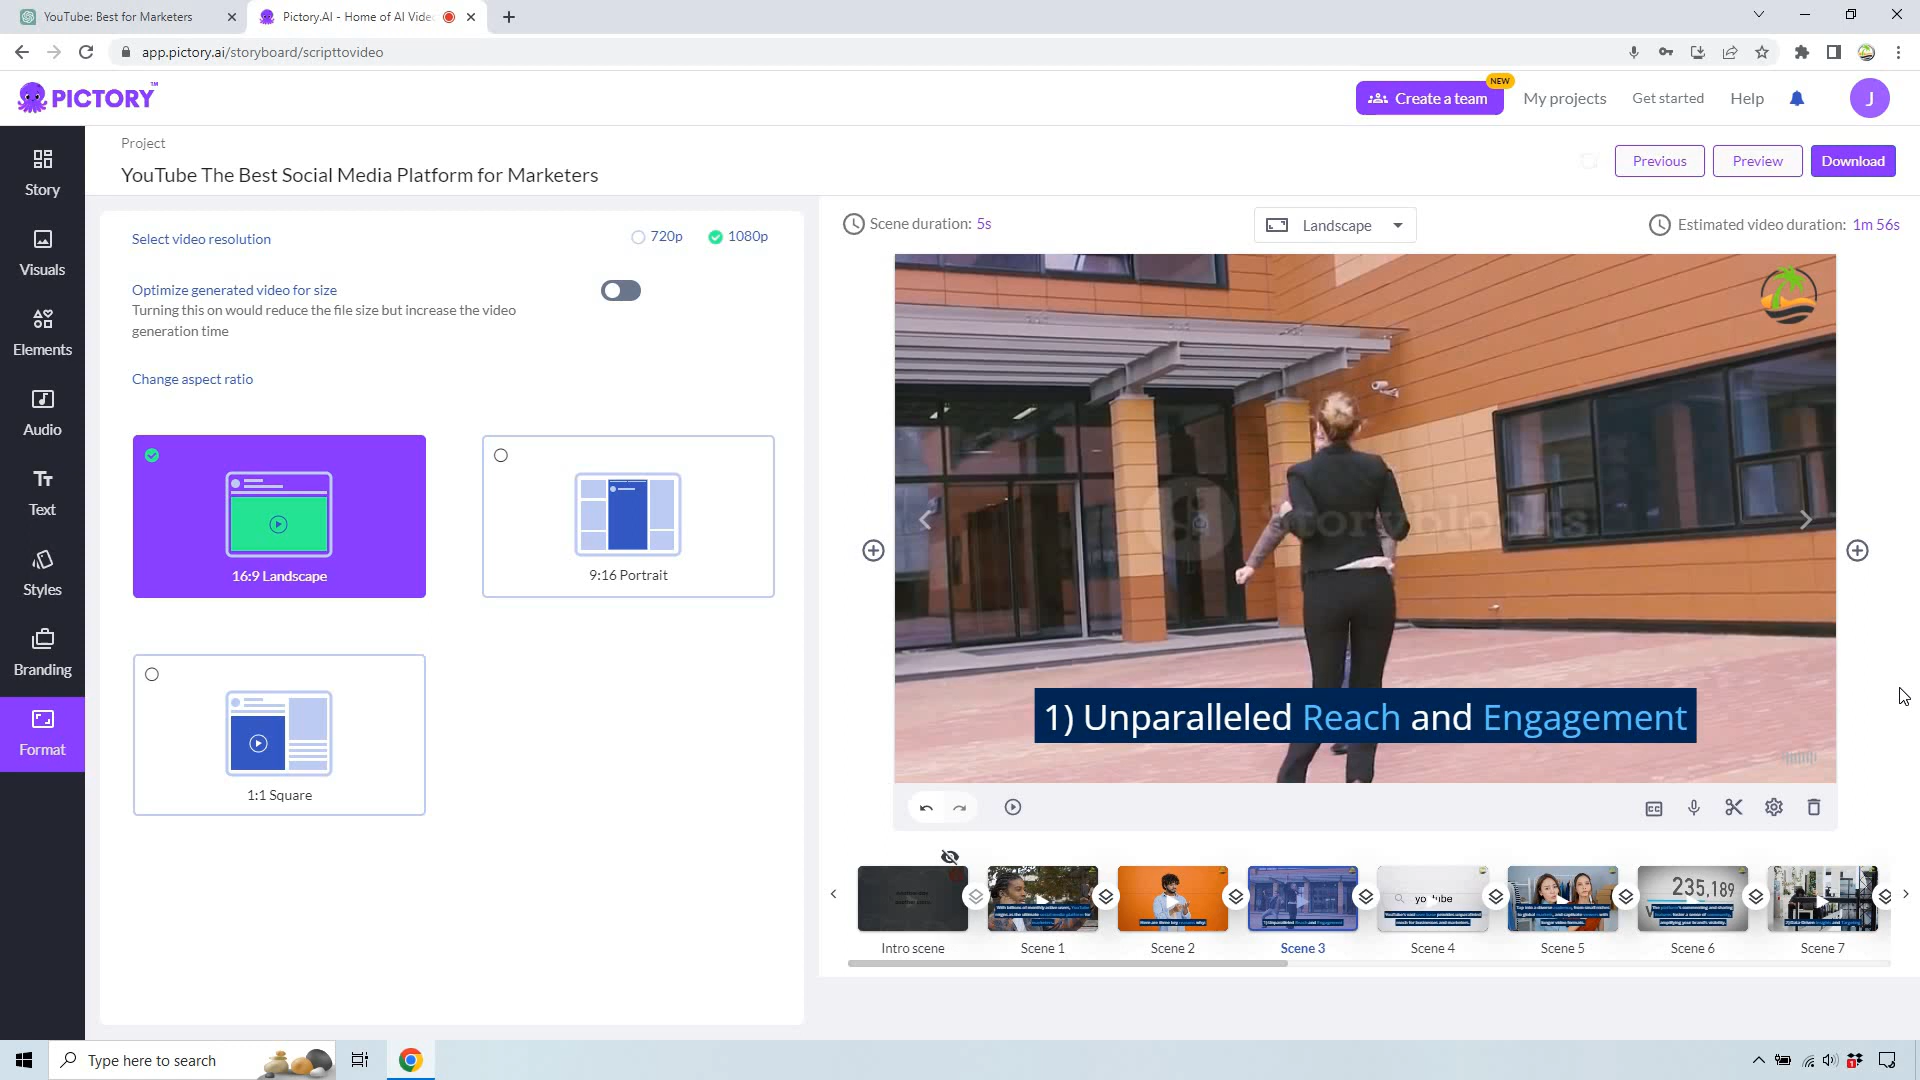 YouTube: Best for Marketers
Pictory.AI - Home of AI Vide
app.pictory.ai/storyboard/scripttovideo
PICTORY™
NEW
Create a team
My projects
Get started
Help
J
Project
YouTube The Best Social Media Platform for Marketers
Previous
Preview
Download
Story
Visuals
Elements
Audio
Text
Styles
Branding
Format
Select video resolution
720p
1080p
Optimize generated video for size
Turning this on would reduce the file size but increase the video
generation time
Change aspect ratio
16:9 Landscape
9:16 Portrait
1:1 Square
Scene duration: 5s
Landscape
Estimated video duration: 1m 56s
Storyblocks
1) Unparalleled Reach and Engagement
CC
yo tube
235,189
Intro scene
Scene 1
Scene 2
Scene 3
Scene 4
Scene 5
Scene 6
Scene 7
Type here to search
1